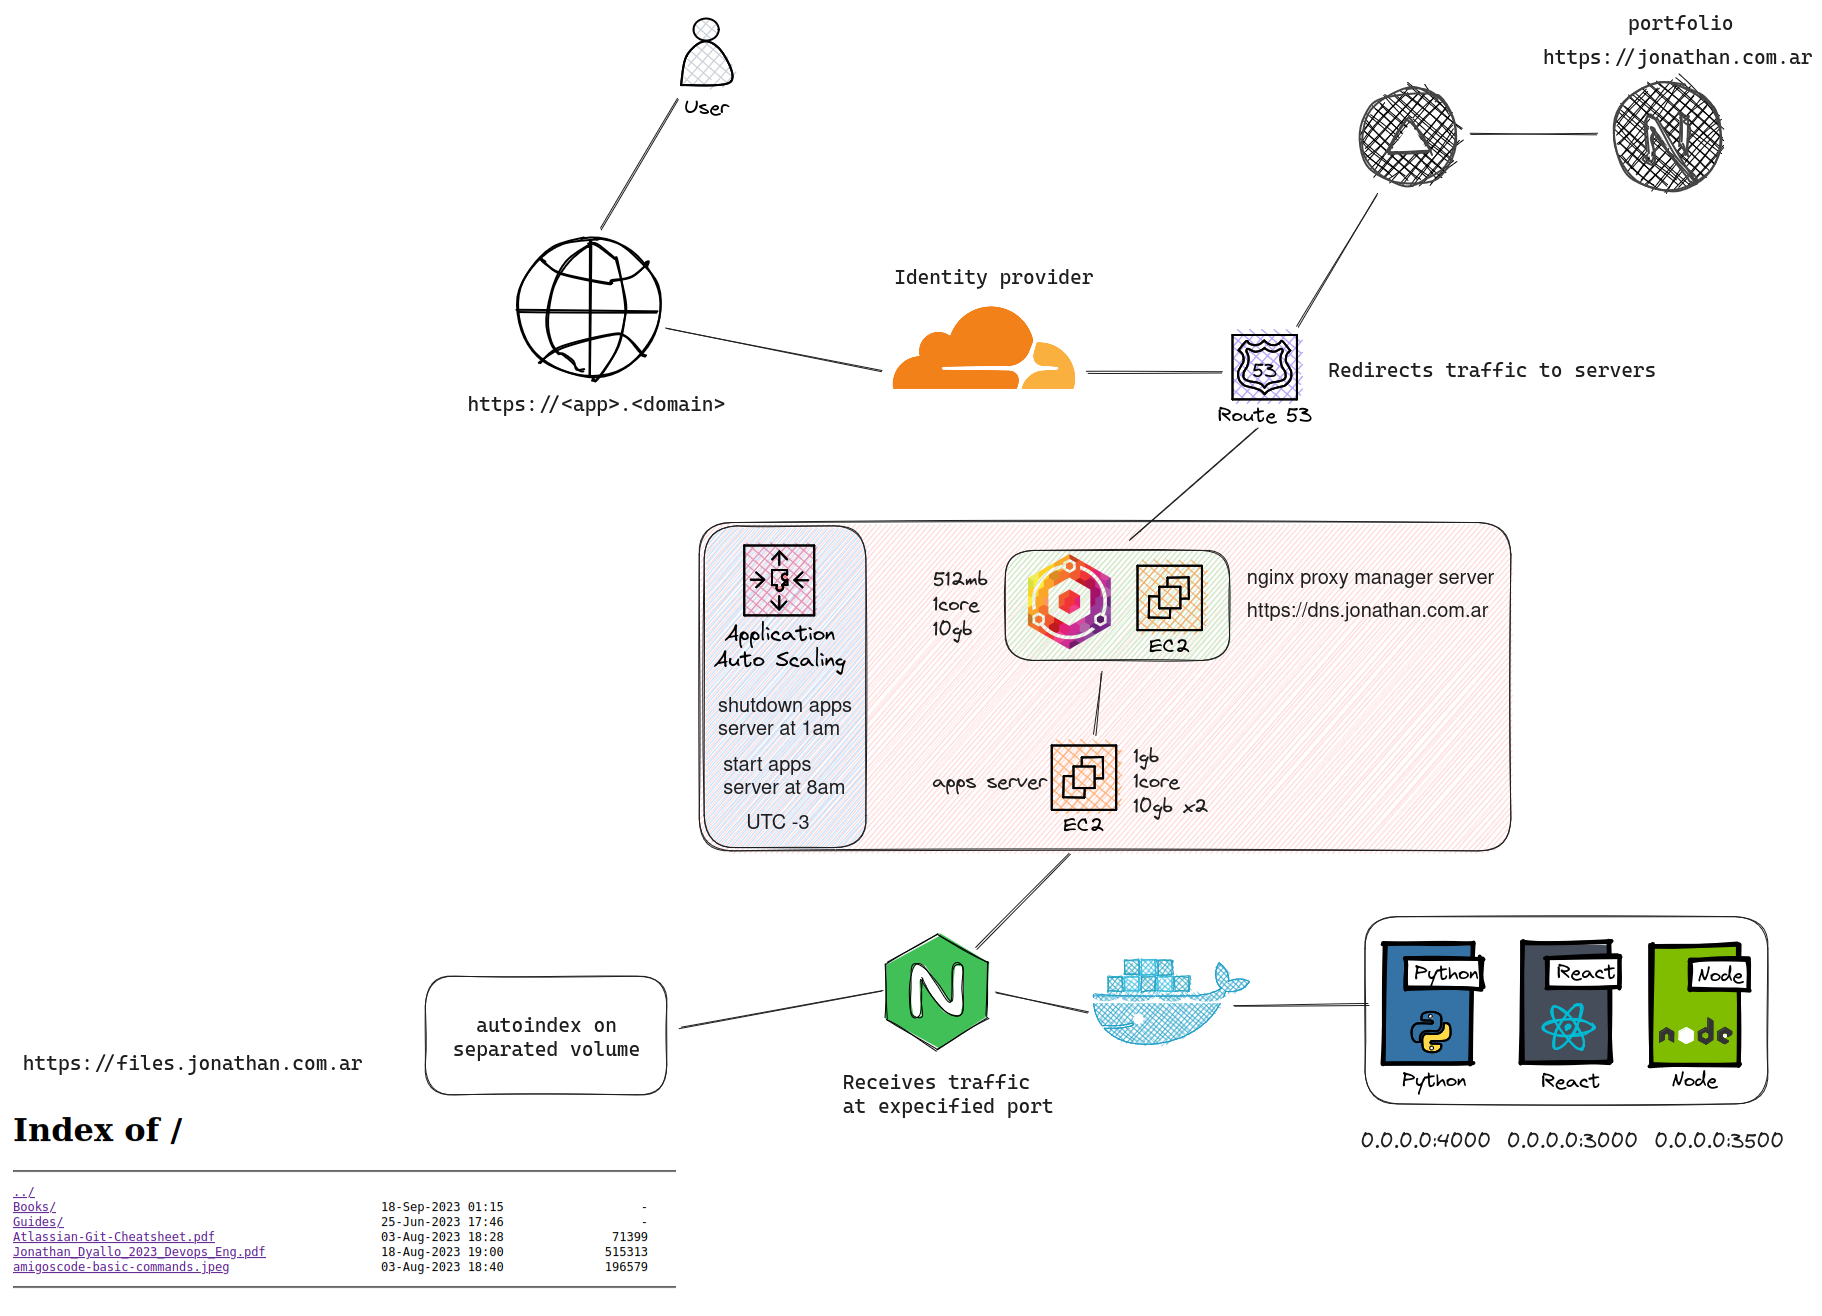 portfolio
https://jonathan.com.ar
User
Identity provider
https://<app>.<domain>
53
Route 53
Redirects traffic to servers
Application
Auto Scaling
shutdown apps
server at 1am
start apps
server at 8am
UTC -3
512mb
1core
10gb
EC2
nginx proxy manager server
https://dns.jonathan.com.ar
apps server
EC2
1gb
1core
10gb x2
autoindex on
separated volume
https://files.jonathan.com.ar
Receives traffic
at expecified port
Python
React
Node
node
Python
React
Node
0.0.0.0:4000
0.0.0.0:3000
0.0.0.0:3500
Index of /
../
Books/ 18-Sep-2023 01:15 -
Guides/ 25-Jun-2023 17:46 -
Atlassian-Git-Cheatsheet.pdf 03-Aug-2023 18:28 71399
Jonathan_Dyallo_2023_Devops_Eng.pdf 18-Aug-2023 19:00 515313
amigoscode-basic-commands.jpeg 03-Aug-2023 18:40 196579